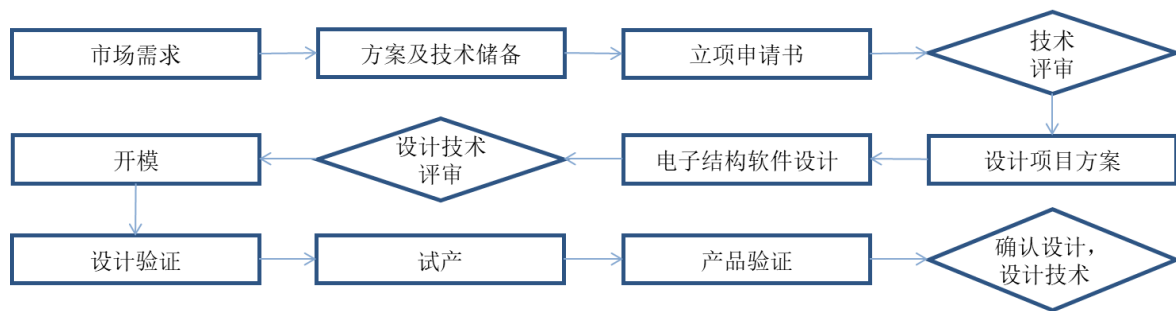 市场需求
方案及技术储备
立项申请书
技术
评审
设计项目方案
电子结构软件设计
设计技术
评审
开模
设计验证
试产
产品验证
确认设计，
设计技术